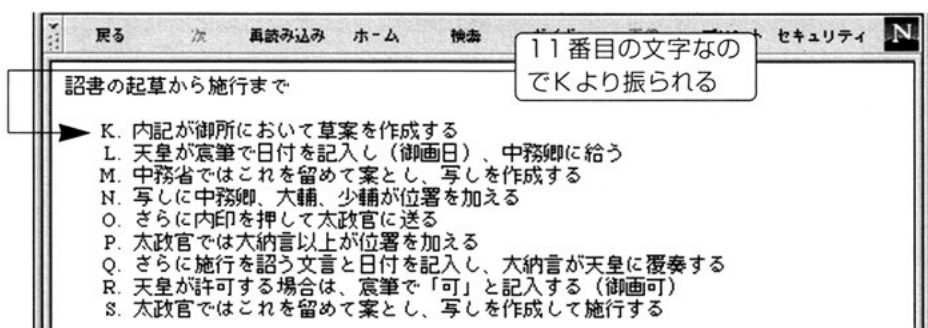 戻る 次 再読み込み ホーム 検索 セキュリティ N
11番目の文字なの
でKより振られる
詔書の起草から施行まで
K. 内記が御所において草案を作成する
L. 天皇が宸筆で日付を記入し（御画日）、中務卿に給う
M. 中務省ではこれを留めて案とし、写しを作成する
N. 写しに中務卿、大輔、少輔が位署を加える
O. さらに内印を押して太政官に送る
P. 太政官では大納言以上が位署を加える
Q. さらに施行を詔う文言と日付を記入し、大納言が天皇に覆奏する
R. 天皇が許可する場合は、宸筆で「可」と記入する（御画可）
S. 太政官ではこれを留めて案とし、写しを作成して施行する